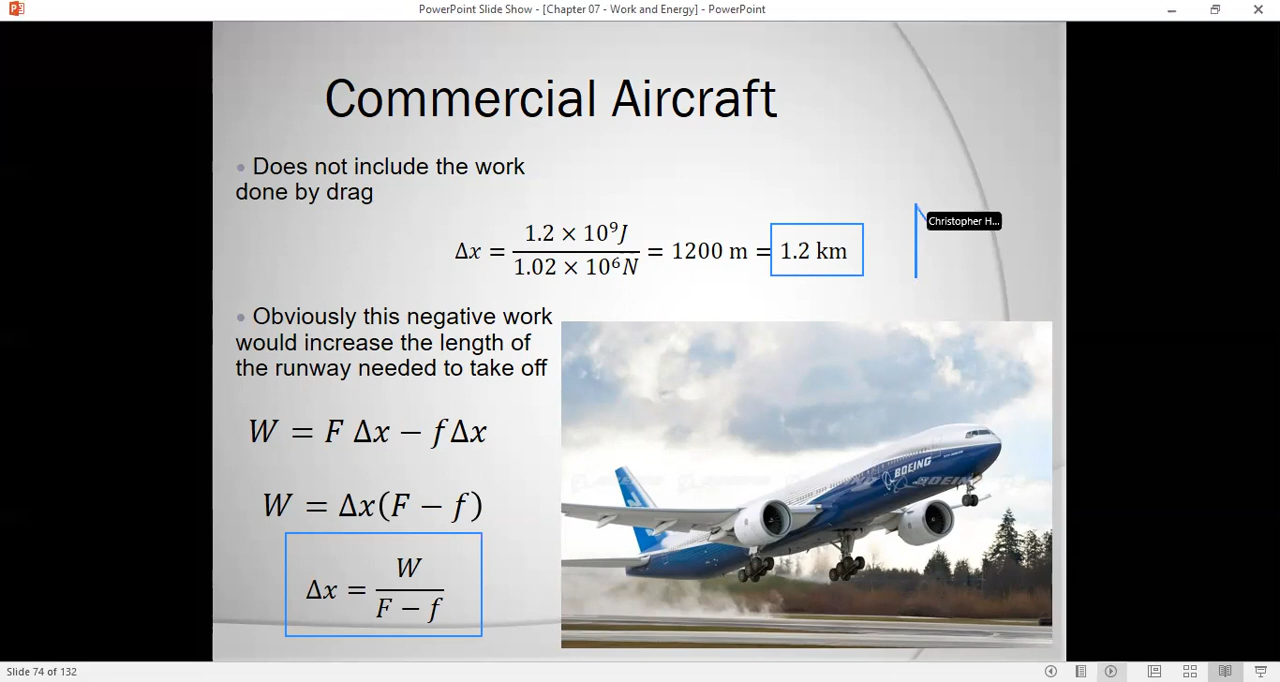 PowerPoint Slide Show - [Chapter 07 - Work and Energy] - PowerPoint
Commercial Aircraft
• Does not include the work
done by drag
Δx = 1.2 × 10⁹J / 1.02 × 10⁶N = 1200 m = 1.2 km
Christopher H...
• Obviously this negative work
would increase the length of
the runway needed to take off
W = F Δx − fΔx
W = Δx(F − f)
Δx = W / F − f
BOEING
BOEING
Slide 74 of 132